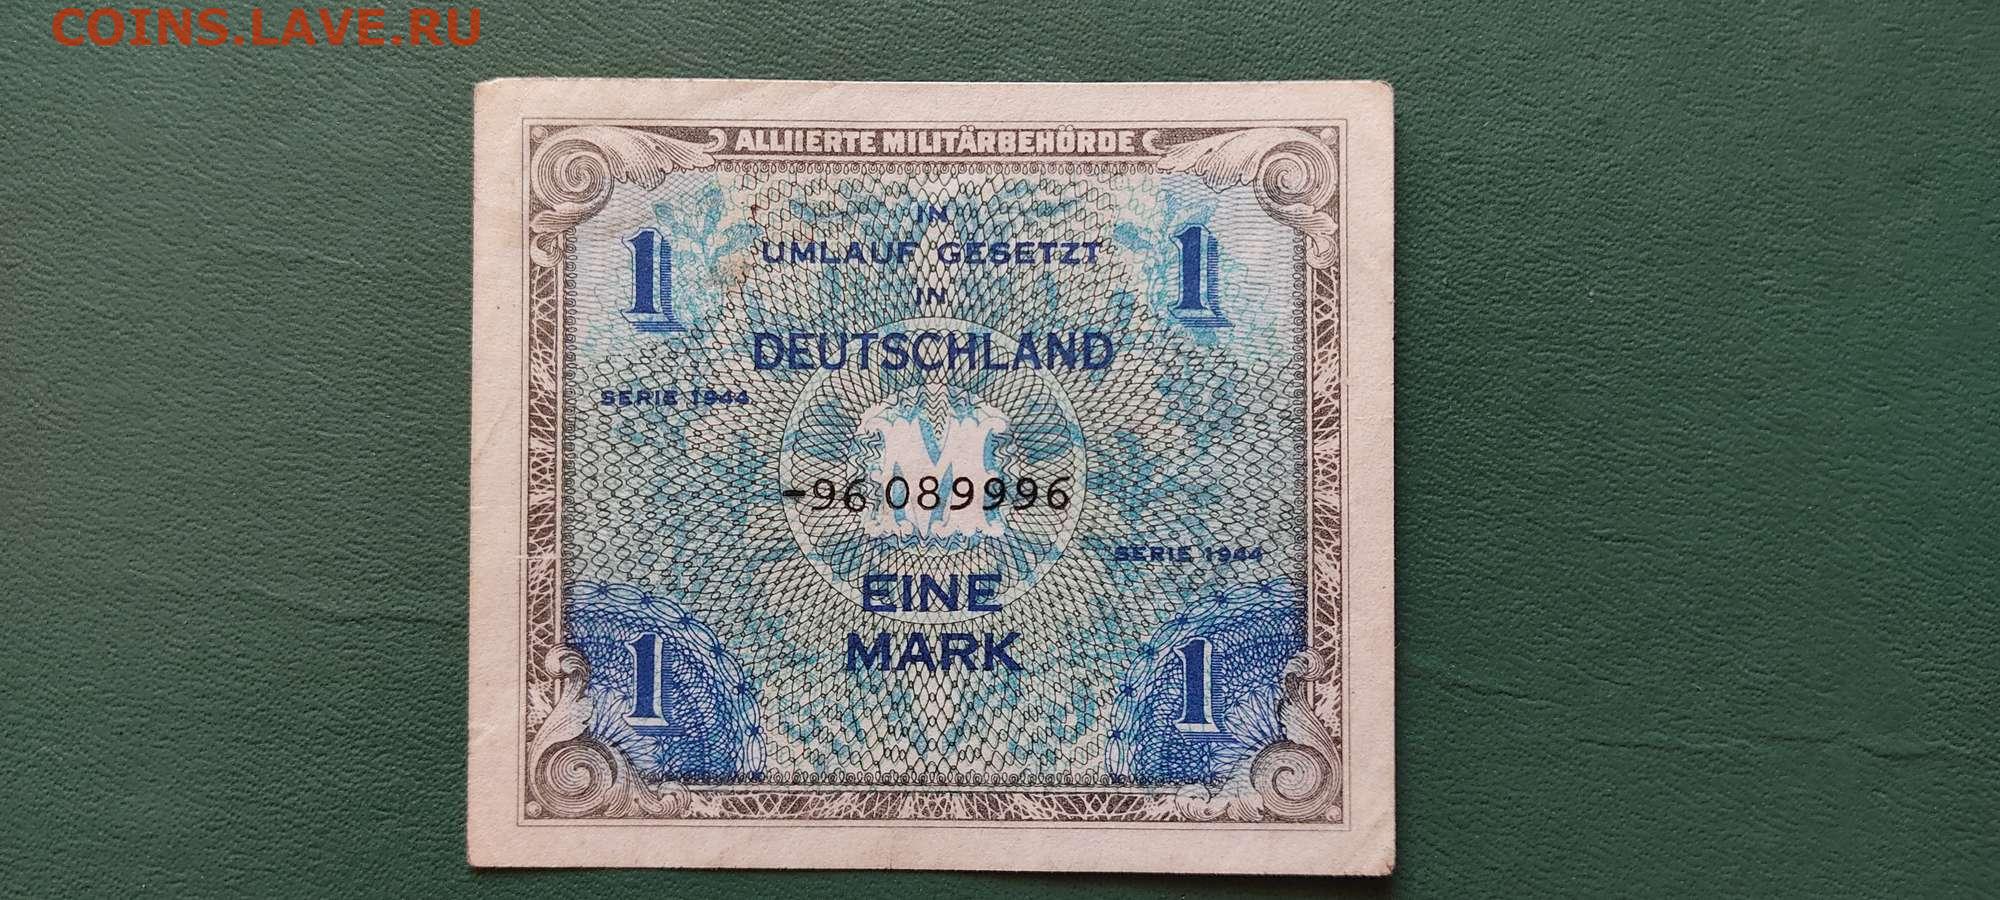 COINS.LAVE.RU
ALLIIERTE MILITÄRBEHÖRDE
IN
1 UMLAUF GESETZT 1
IN
DEUTSCHLAND
SERIE 1944
M
-96 089996
SERIE 1944
EINE
1 MARK 1